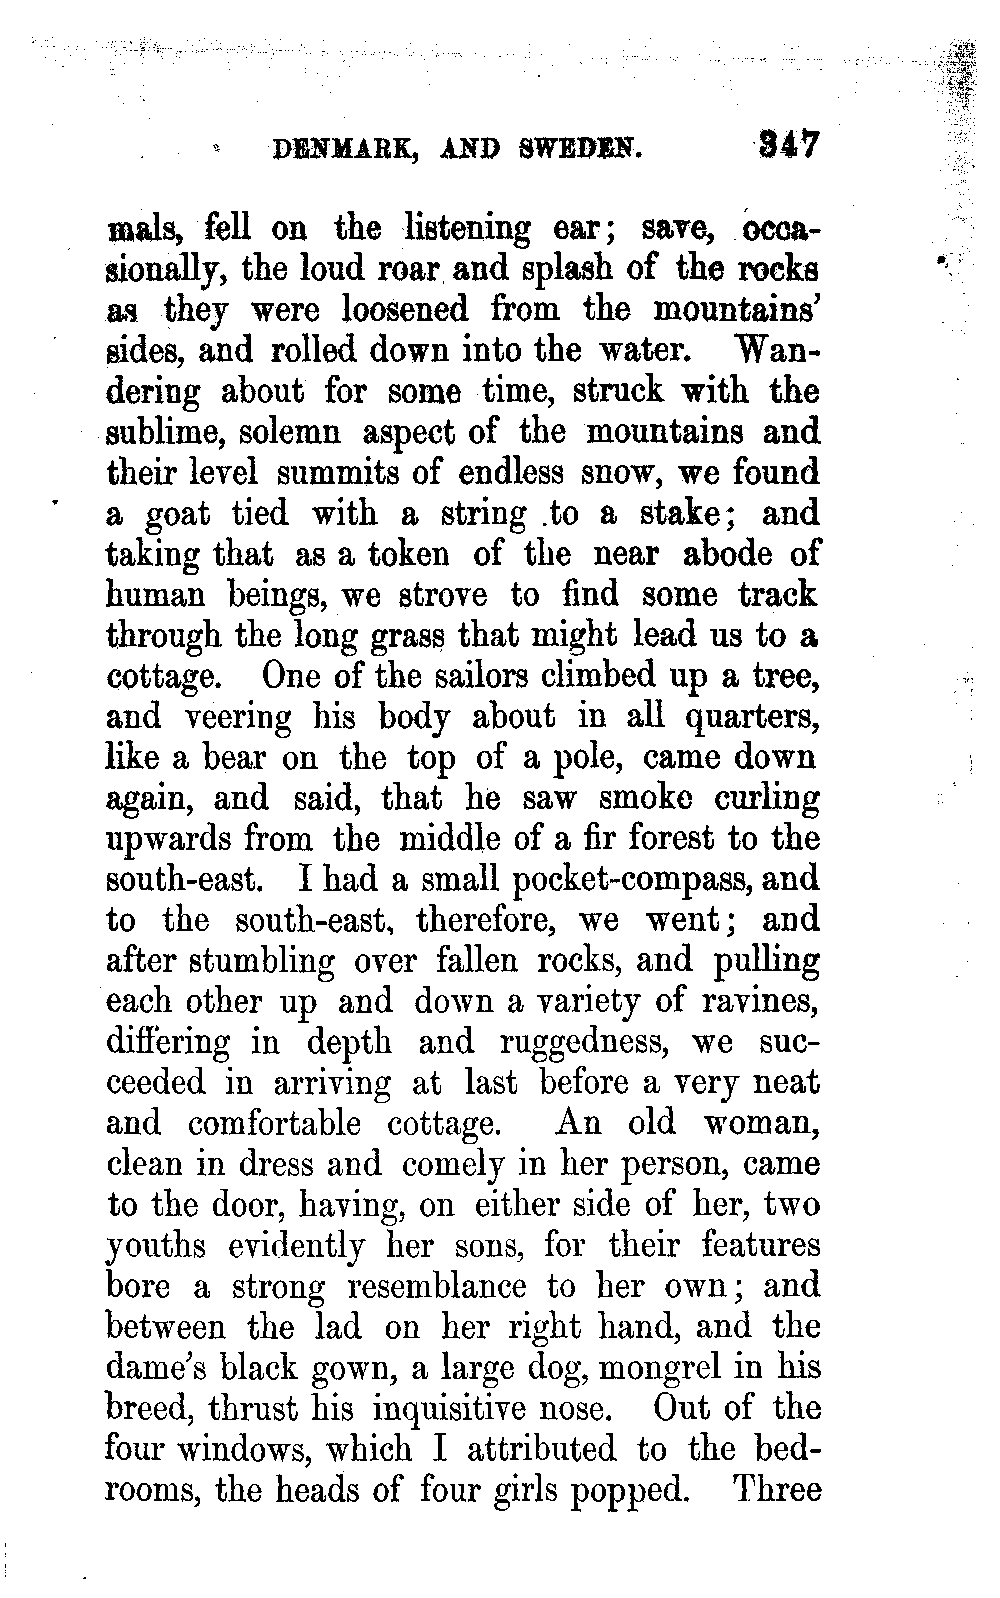 DENMARK, AND SWEDEN. 347
mals, fell on the listening ear; save, occa-
sionally, the loud roar and splash of the rocks
as they were loosened from the mountains'
sides, and rolled down into the water. Wan-
dering about for some time, struck with the
sublime, solemn aspect of the mountains and
their level summits of endless snow, we found
a goat tied with a string to a stake; and
taking that as a token of the near abode of
human beings, we strove to find some track
through the long grass that might lead us to a
cottage. One of the sailors climbed up a tree,
and veering his body about in all quarters,
like a bear on the top of a pole, came down
again, and said, that he saw smoke curling
upwards from the middle of a fir forest to the
south-east. I had a small pocket-compass, and
to the south-east, therefore, we went; and
after stumbling over fallen rocks, and pulling
each other up and down a variety of ravines,
differing in depth and ruggedness, we suc-
ceeded in arriving at last before a very neat
and comfortable cottage. An old woman,
clean in dress and comely in her person, came
to the door, having, on either side of her, two
youths evidently her sons, for their features
bore a strong resemblance to her own; and
between the lad on her right hand, and the
dame's black gown, a large dog, mongrel in his
breed, thrust his inquisitive nose. Out of the
four windows, which I attributed to the bed-
rooms, the heads of four girls popped. Three